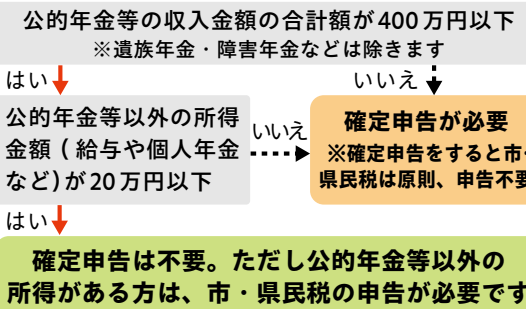 公的年金等の収入金額の合計額が400万円以下
※遺族年金・障害年金などは除きます
はい
いいえ
公的年金等以外の所得
金額（給与や個人年金
など)が20万円以下
いいえ
確定申告が必要
※確定申告をすると市・
県民税は原則、申告不要
はい
確定申告は不要。ただし公的年金等以外の
所得がある方は、市・県民税の申告が必要です